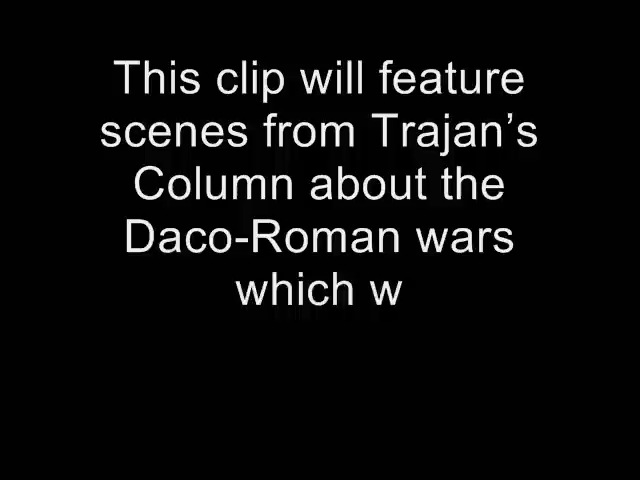 This clip will feature
scenes from Trajan’s
Column about the
Daco-Roman wars
which w